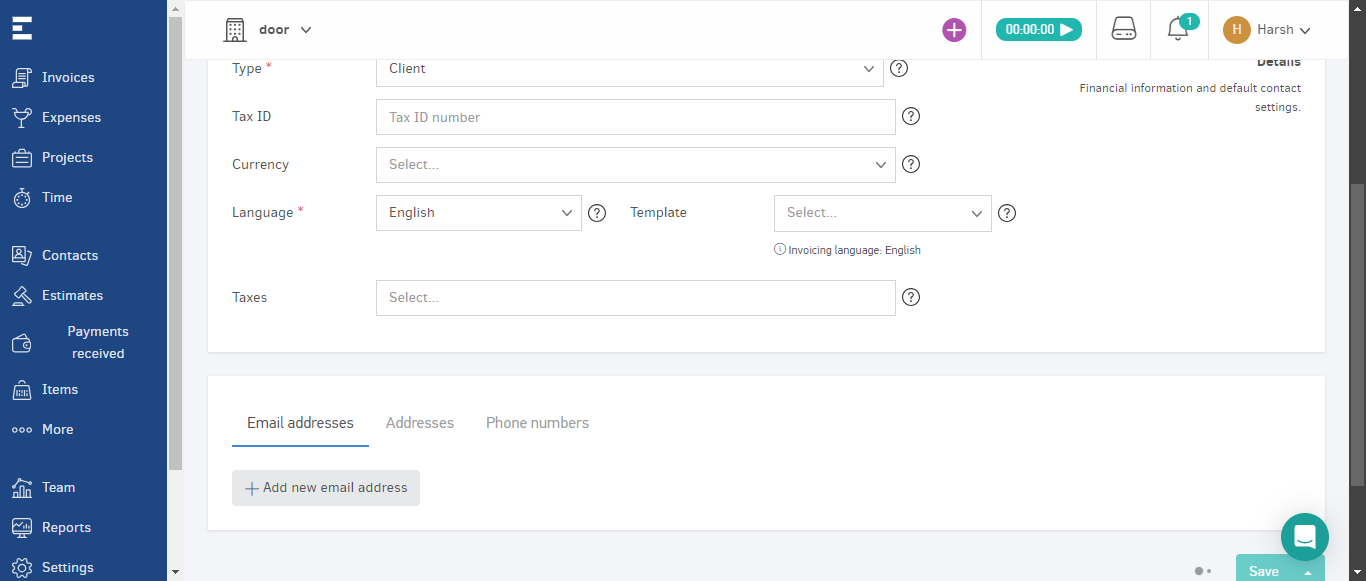 door
00:00:00
1
H
Harsh
Invoices
Expenses
Projects
Time
Contacts
Estimates
Payments
received
Items
More
Team
Reports
Settings
Type *
Client
?
Details
Financial information and default contact
settings.
Tax ID
Tax ID number
?
Currency
Select...
?
Language *
English
?
Template
Select...
?
Invoicing language: English
Taxes
Select...
?
Email addresses
Addresses
Phone numbers
Add new email address
Save